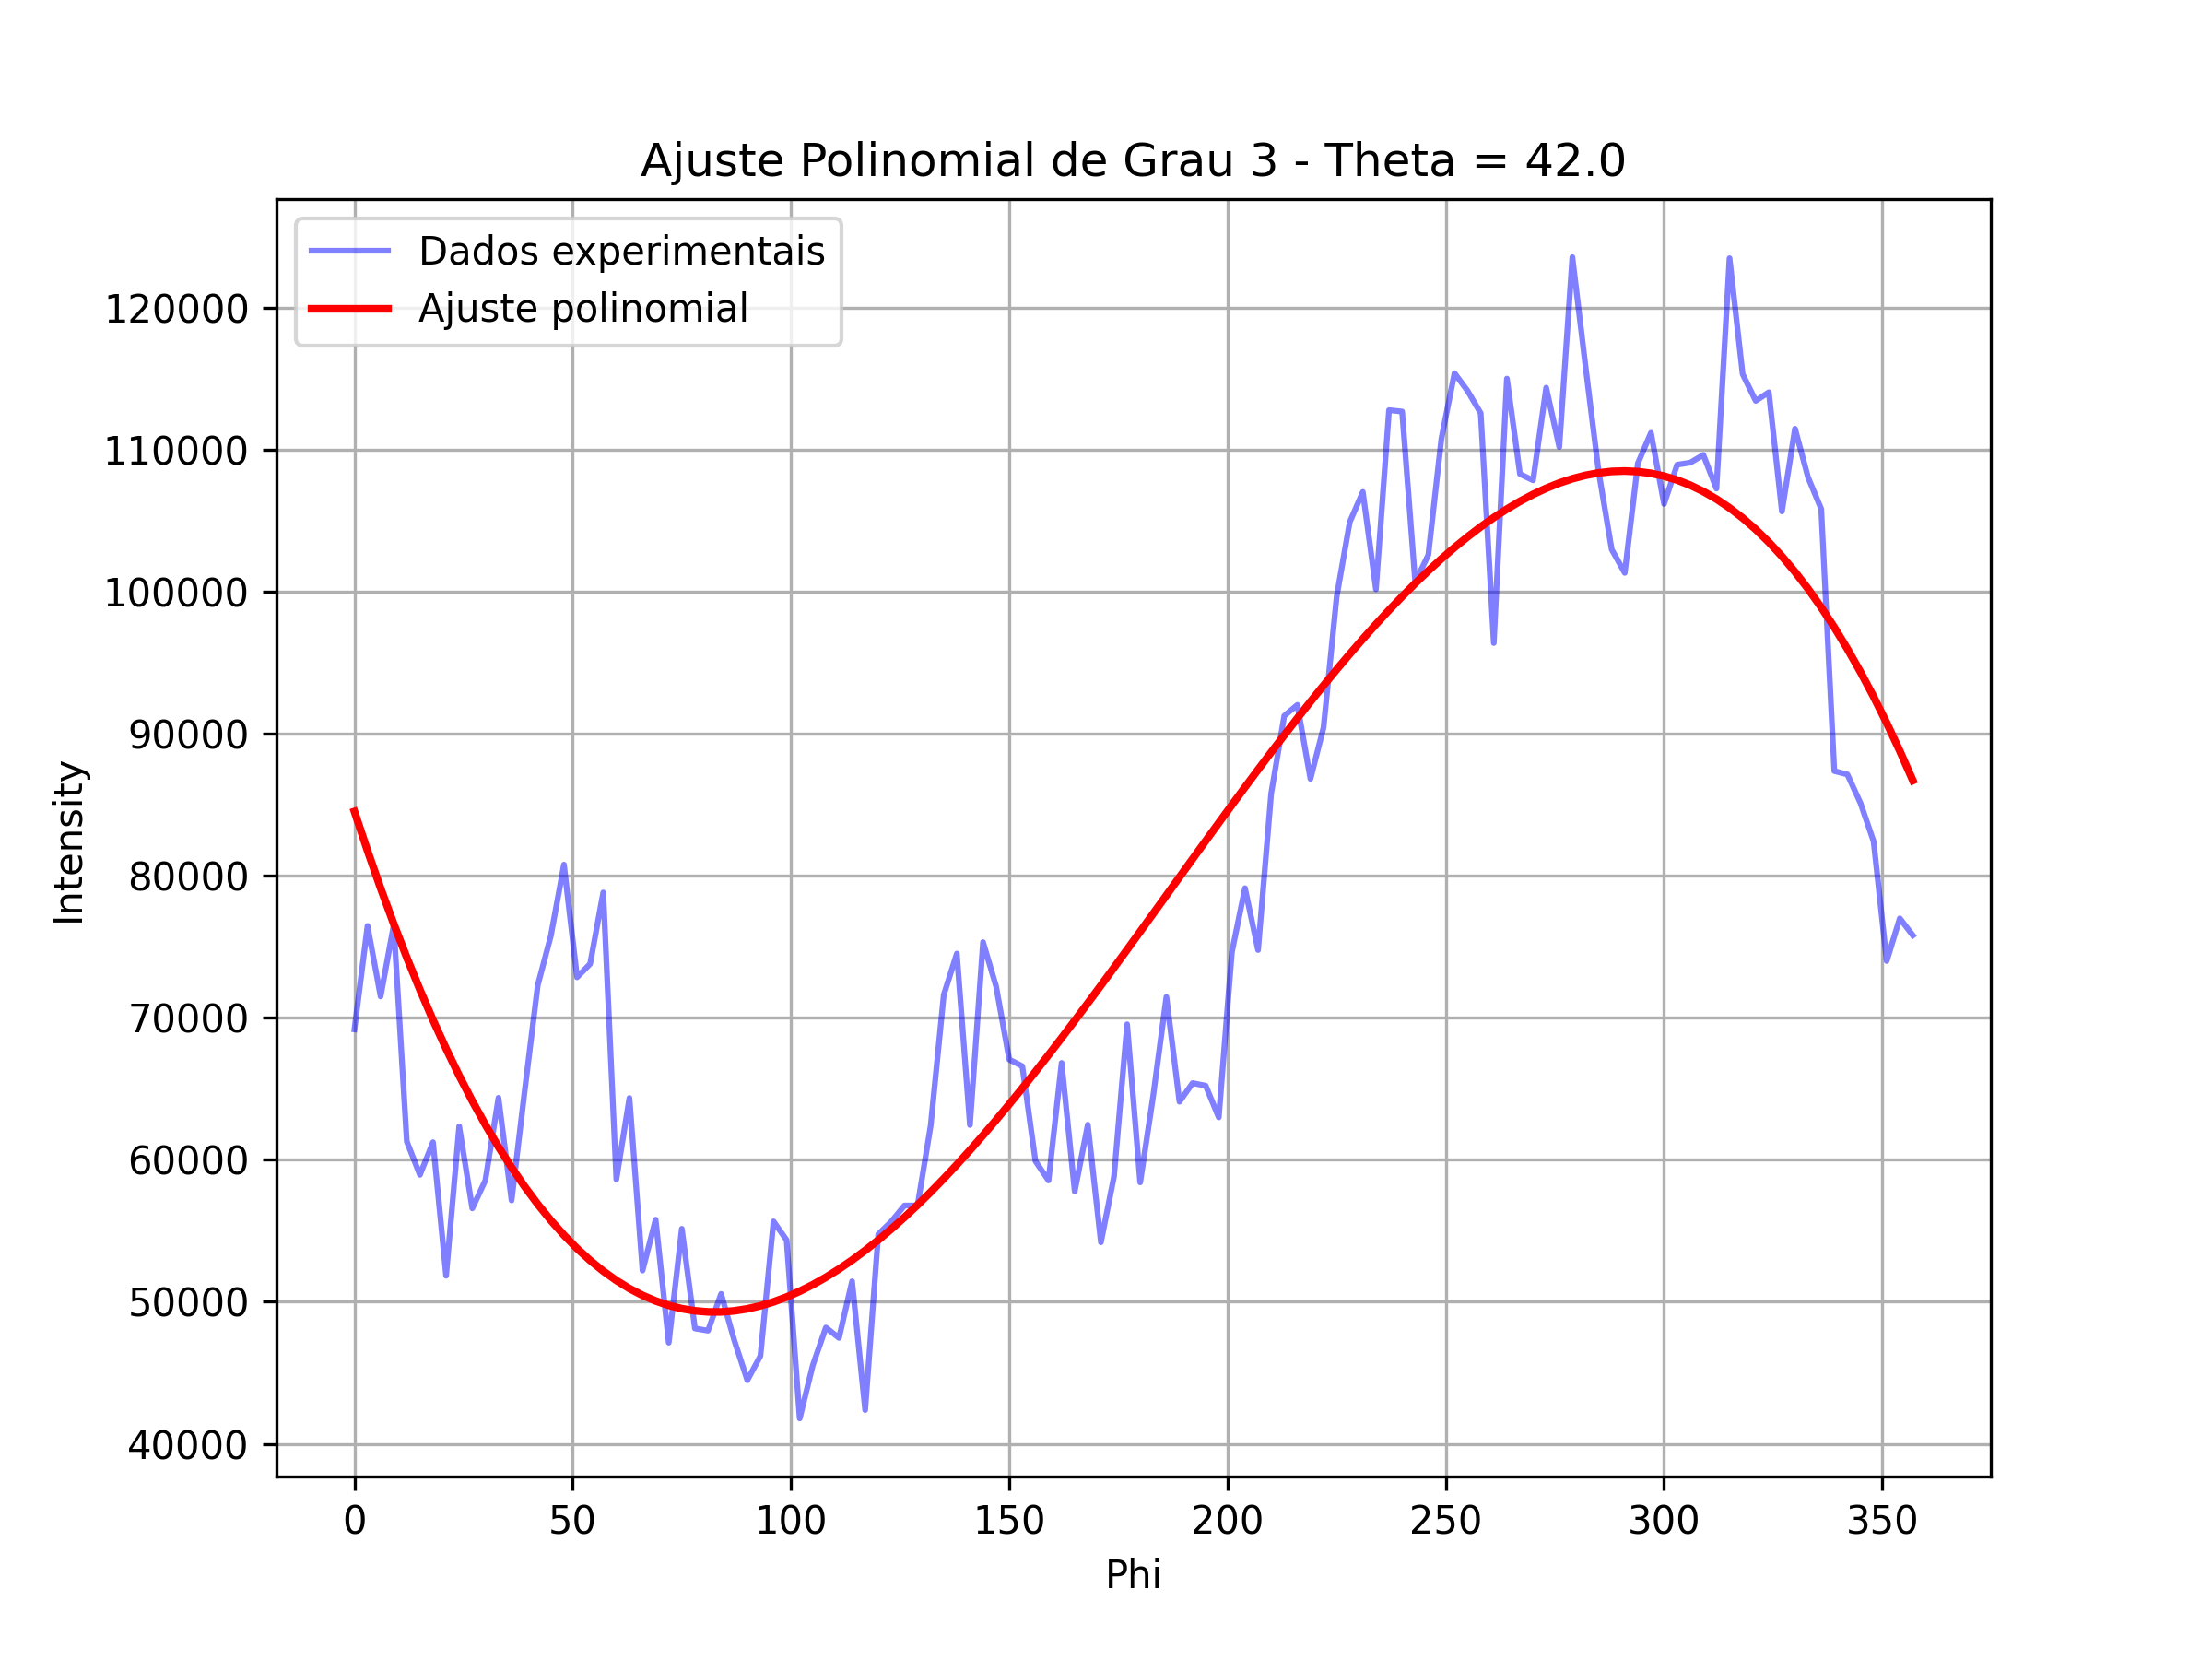 Ajuste Polinomial de Grau 3 - Theta = 42.0
Dados experimentais
Ajuste polinomial
120000
110000
100000
90000
80000
70000
60000
50000
40000
Intensity
0 50 100 150 200 250 300 350
Phi